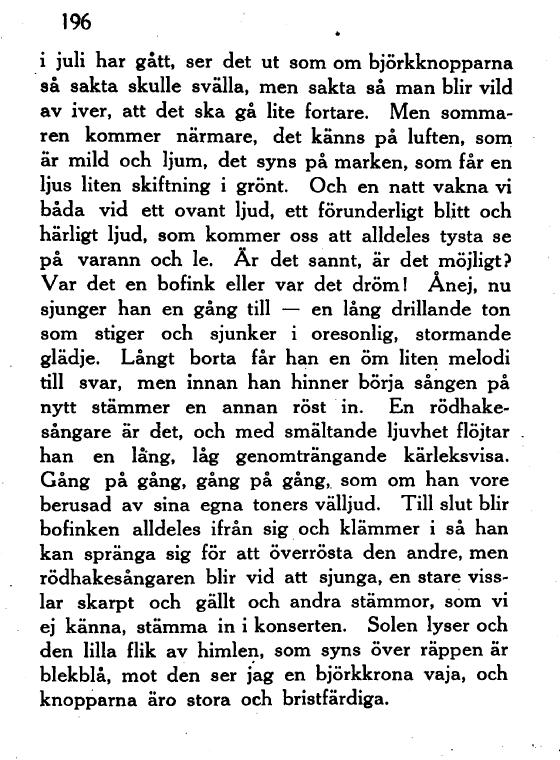 196
i juli har gått, ser det ut som om björkknopparna
så sakta skulle svälla, men sakta så man blir vild
av iver, att det ska gå lite fortare. Men somma-
ren kommer närmare, det känns på luften, som
är mild och ljum, det syns på marken, som får en
ljus liten skiftning i grönt. Och en natt vakna vi
båda vid ett ovant ljud, ett förunderligt blitt och
härligt ljud, som kommer oss att alldeles tysta se
på varann och le. Är det sannt, är det möjligt?
Var det en bofink eller var det dröm! Ånej, nu
sjunger han en gång till — en lång drillande ton
som stiger och sjunker i oresonlig, stormande
glädje. Långt borta får han en öm liten melodi
till svar, men innan han hinner börja sången på
nytt stämmer en annan röst in. En rödhake-
sångare är det, och med smältande ljuvhet flöjtar
han en lång, låg genomträngande kärleksvisa.
Gång på gång, gång på gång, som om han vore
berusad av sina egna toners välljud. Till slut blir
bofinken alldeles ifrån sig och klämmer i så han
kan spränga sig för att överrösta den andre, men
rödhakesångaren blir vid att sjunga, en stare viss-
lar skarpt och gällt och andra stämmor, som vi
ej känna, stämma in i konserten. Solen lyser och
den lilla flik av himlen, som syns över räppen är
blekblå, mot den ser jag en björkkrona vaja, och
knopparna äro stora och bristfärdiga.